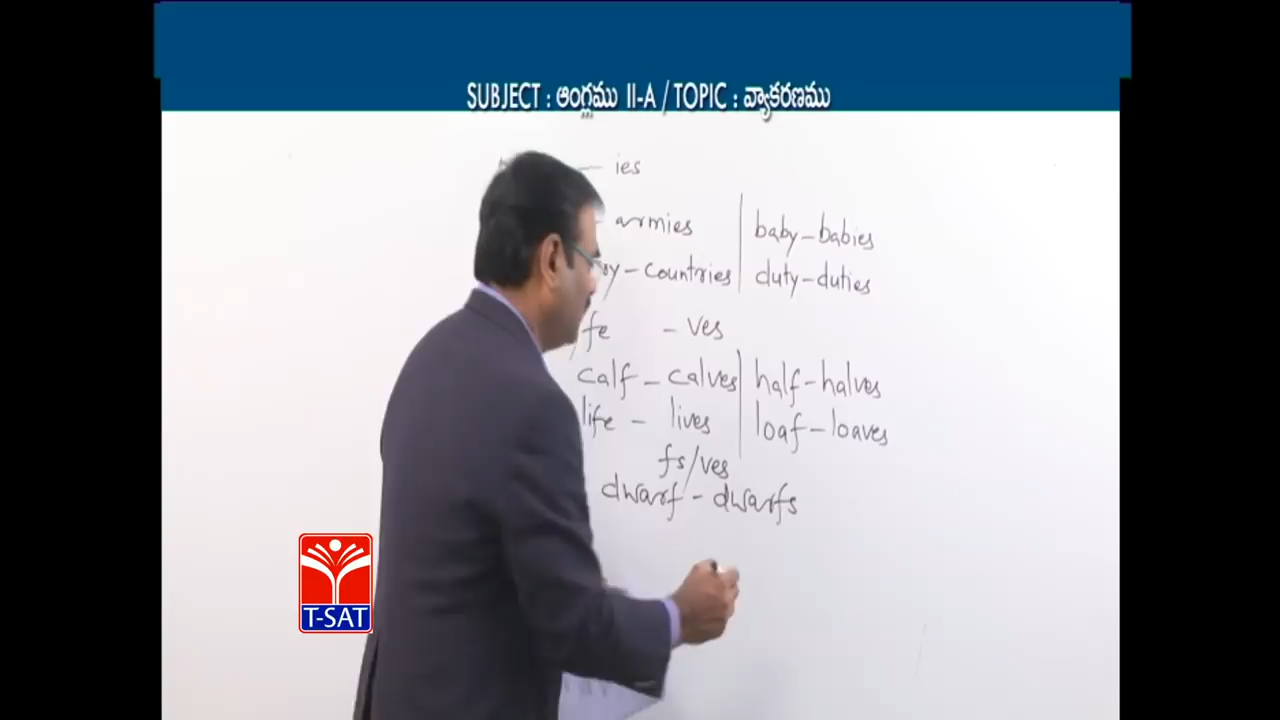 SUBJECT : ఆంగ్లము II-A / TOPIC : వ్యాకరణము
– ies
armies | baby – babies
– countries | duty – duties
fe – ves
calf – calves | half – halves
life – lives | loaf – loaves
fs/ves
dwarf – dwarfs
T-SAT